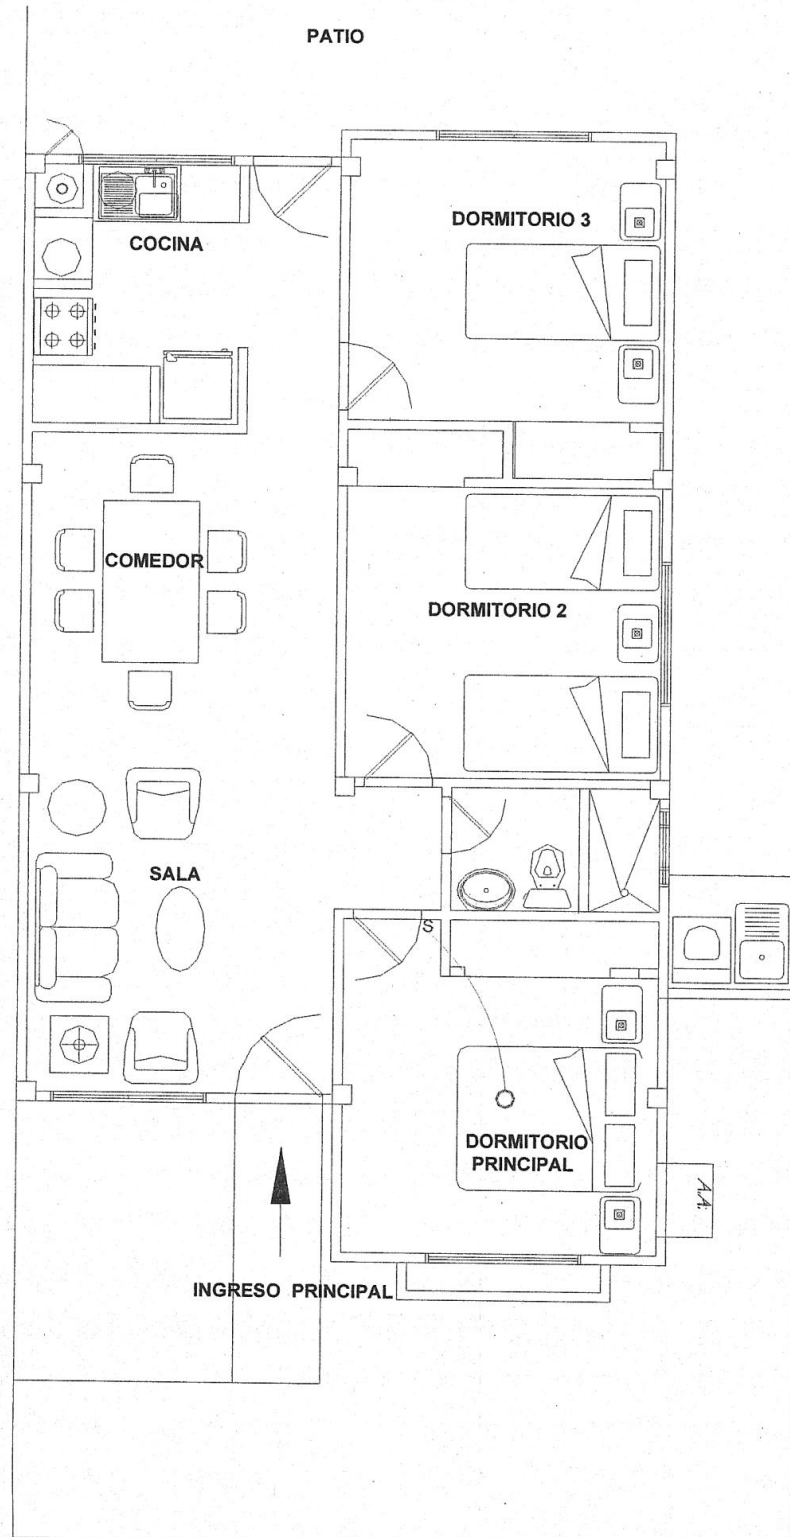 PATIO
DORMITORIO 3
COCINA
COMEDOR
DORMITORIO 2
SALA
S
DORMITORIO
PRINCIPAL
A.A.
INGRESO PRINCIPAL